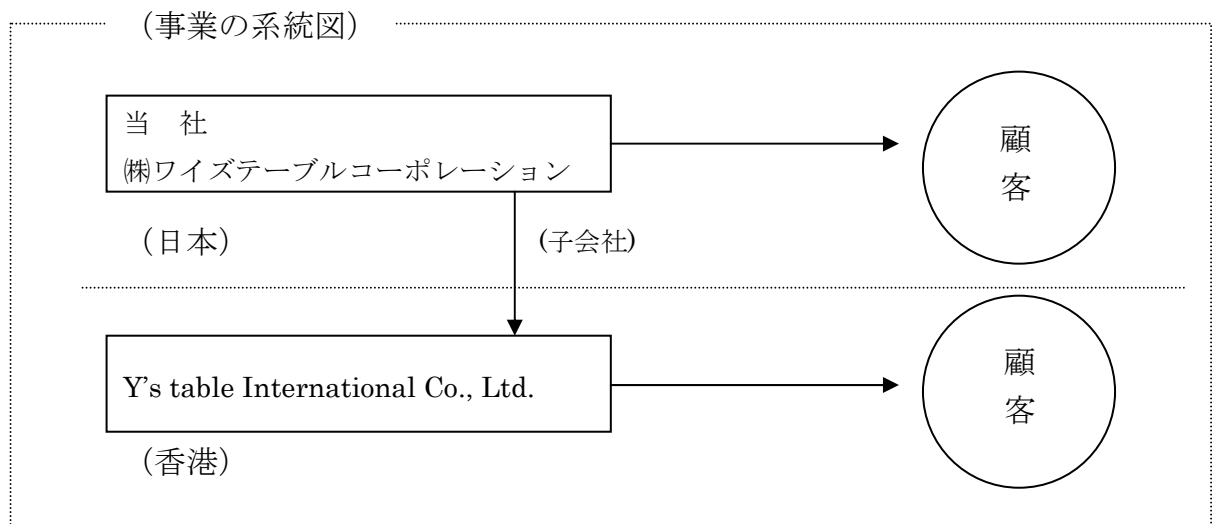 （事業の系統図）
当　社
㈱ワイズテーブルコーポレーション
顧
客
（日本）
(子会社)
Y’s table International Co., Ltd.
顧
客
（香港）